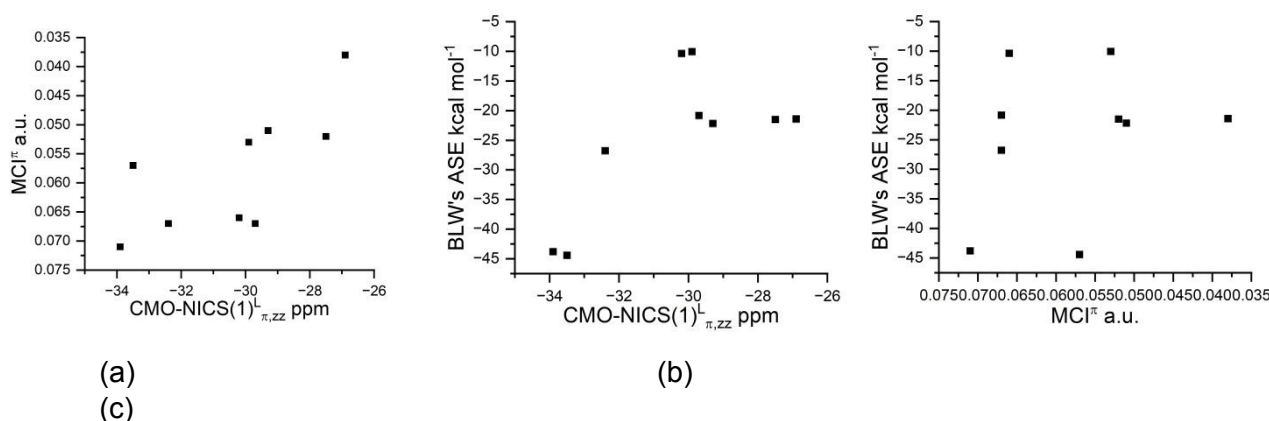 0.035
0.040
0.045
0.050
0.055
0.060
0.065
0.070
0.075
MCIπ a.u.
−34 −32 −30 −28 −26
CMO-NICS(1)Lπ,zz ppm
−5
−10
−15
−20
−25
−30
−35
−40
−45
BLW's ASE kcal mol-1
−34 −32 −30 −28 −26
CMO-NICS(1)Lπ,zz ppm
−5
−10
−15
−20
−25
−30
−35
−40
−45
BLW's ASE kcal mol-1
0.0750.0700.0650.0600.0550.0500.0450.0400.035
MCIπ a.u.
(a) (b)
(c)